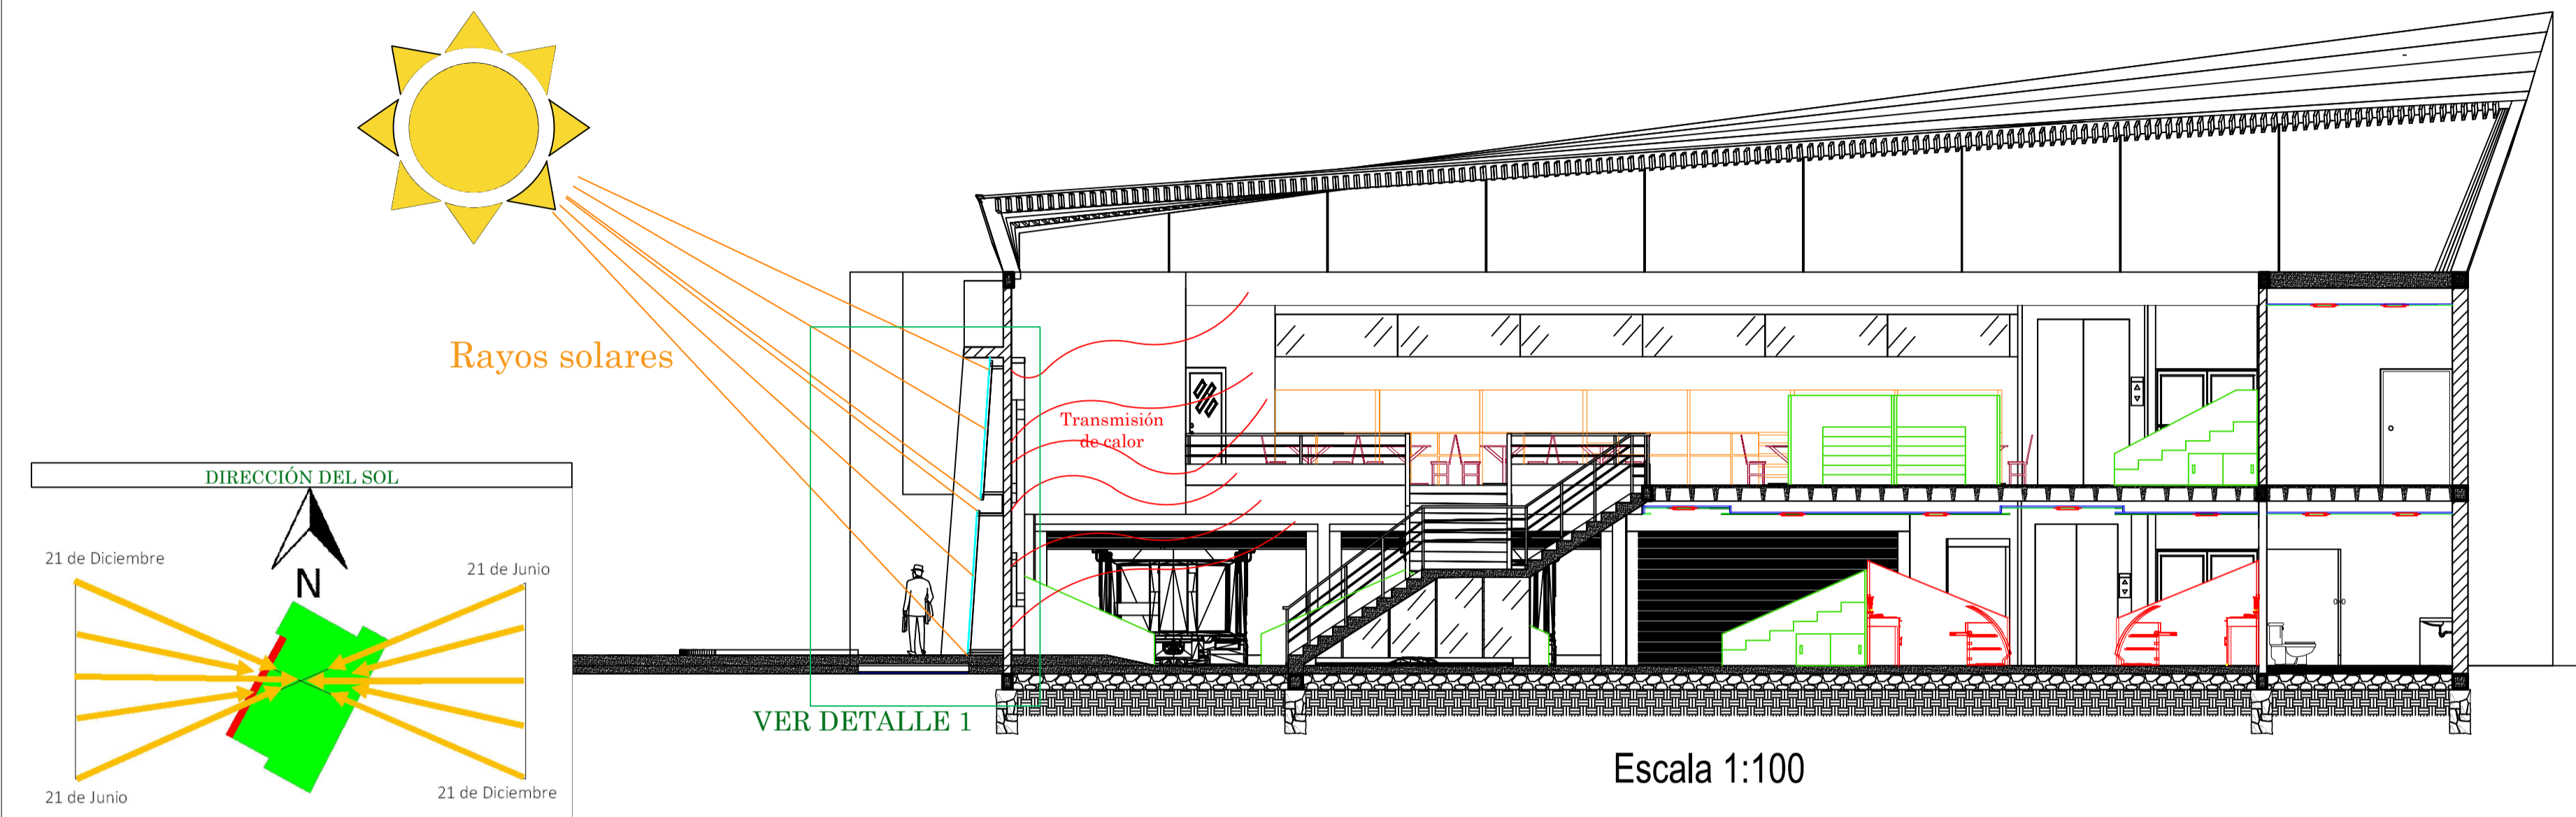 Rayos solares
Transmisión
de calor
DIRECCIÓN DEL SOL
N
21 de Diciembre
21 de Junio
21 de Junio
21 de Diciembre
VER DETALLE 1
Escala 1:100